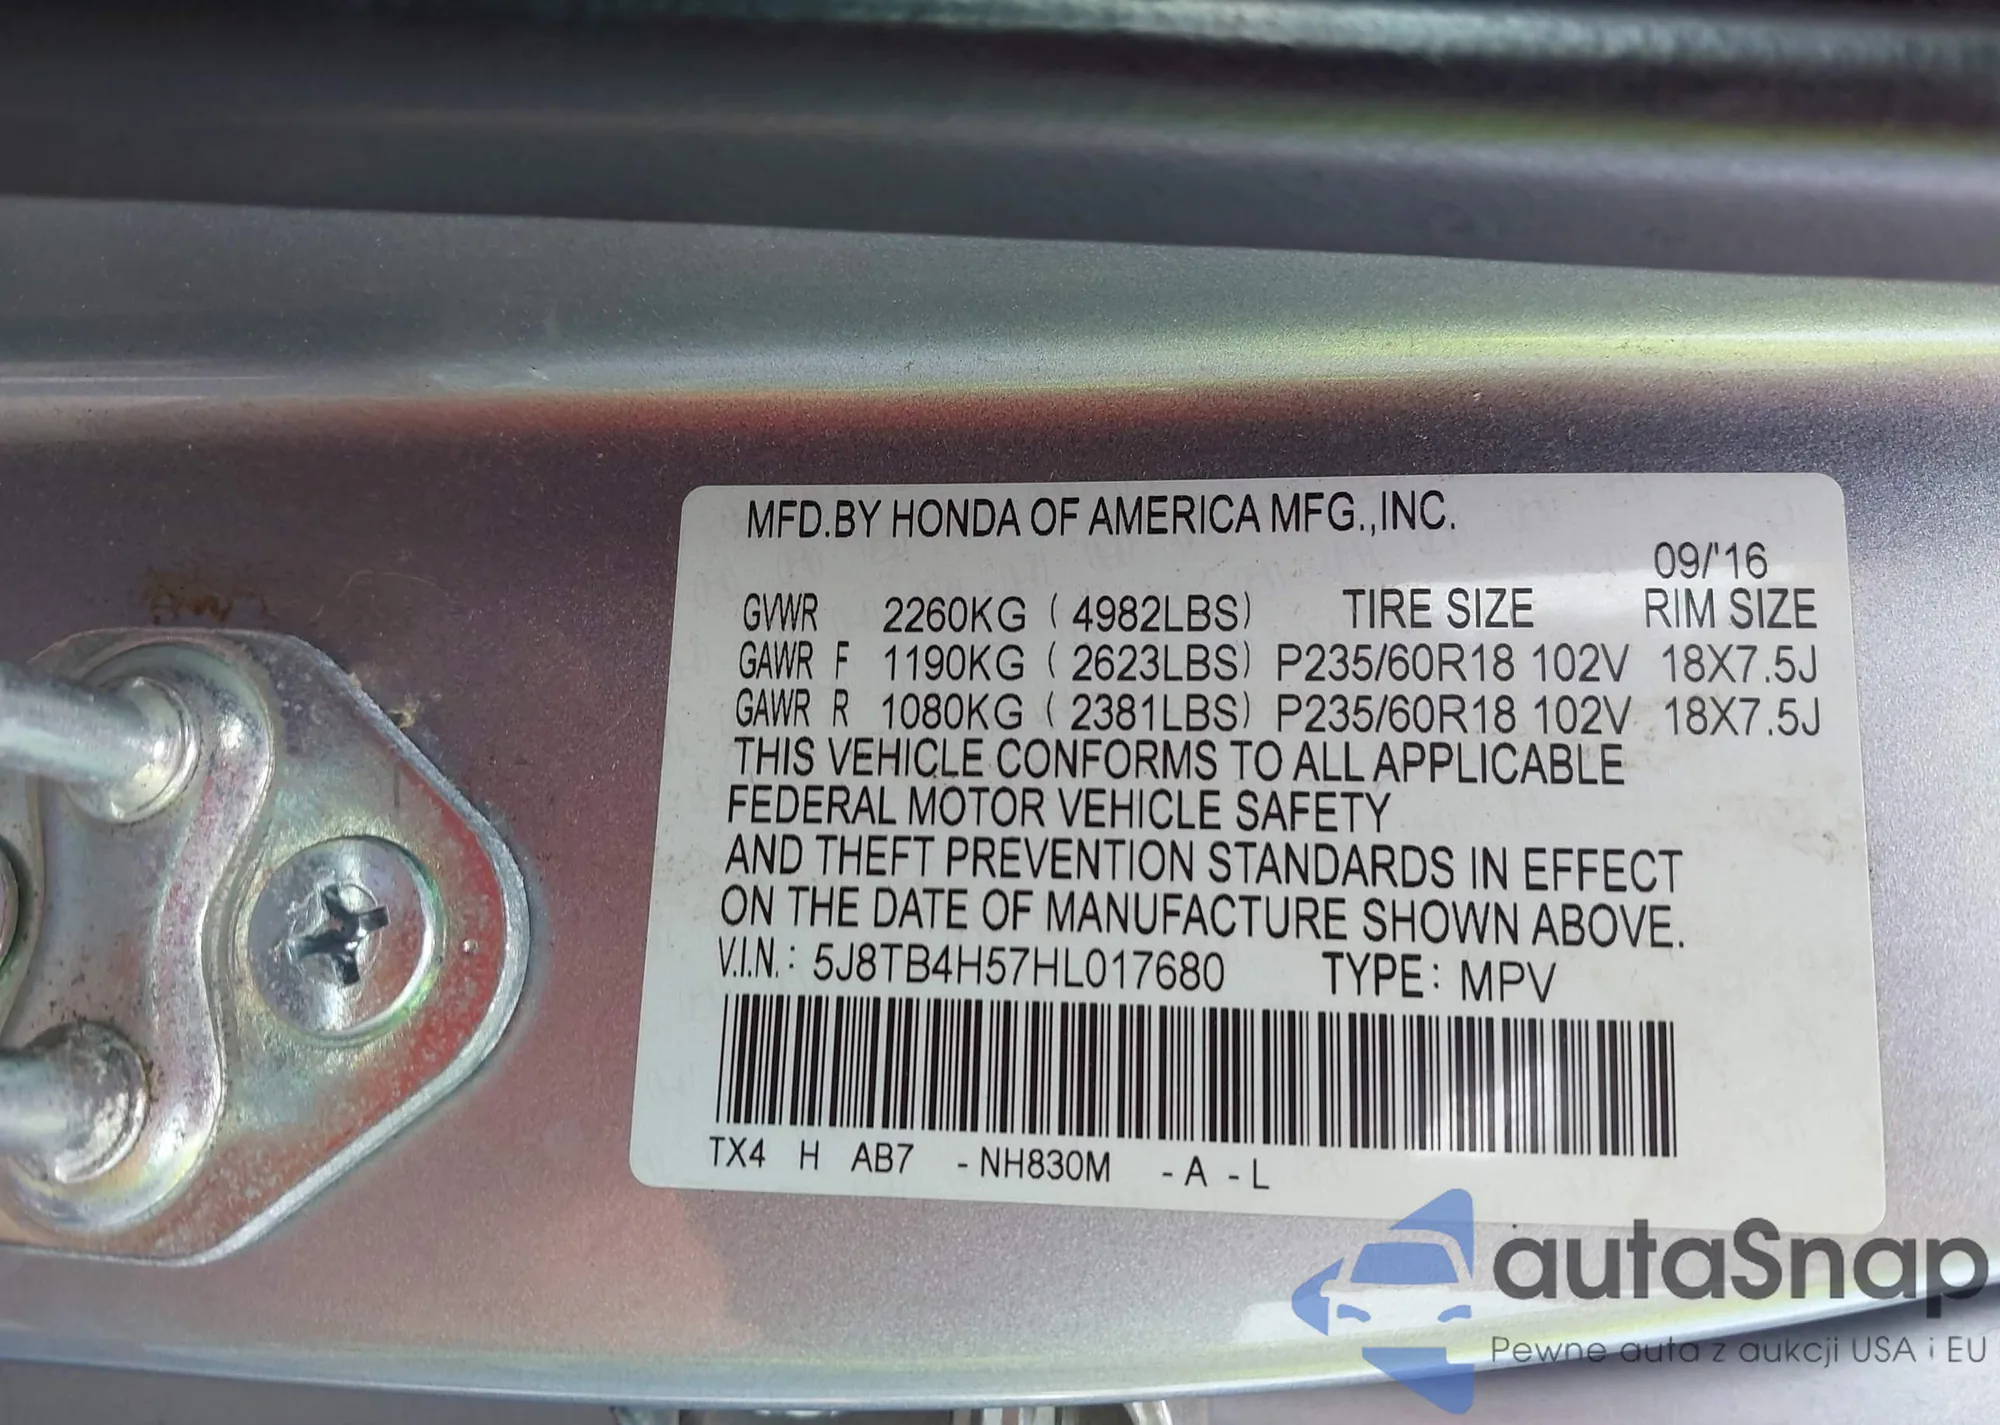 MFD.BY HONDA OF AMERICA MFG.,INC.
09/'16
GVWR 2260KG ( 4982LBS) TIRE SIZE RIM SIZE
GAWR F 1190KG ( 2623LBS) P235/60R18 102V 18X7.5J
GAWR R 1080KG ( 2381LBS) P235/60R18 102V 18X7.5J
THIS VEHICLE CONFORMS TO ALL APPLICABLE
FEDERAL MOTOR VEHICLE SAFETY
AND THEFT PREVENTION STANDARDS IN EFFECT
ON THE DATE OF MANUFACTURE SHOWN ABOVE.
V.I.N.: 5J8TB4H57HL017680 TYPE: MPV
TX4 H AB7 -NH830M -A -L
autaSnap
Pewne auta z aukcji USA i EU